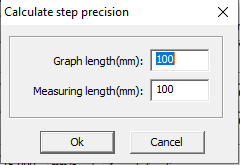 Calculate step precision
Graph length(mm): 100
Measuring length(mm): 100
Ok Cancel